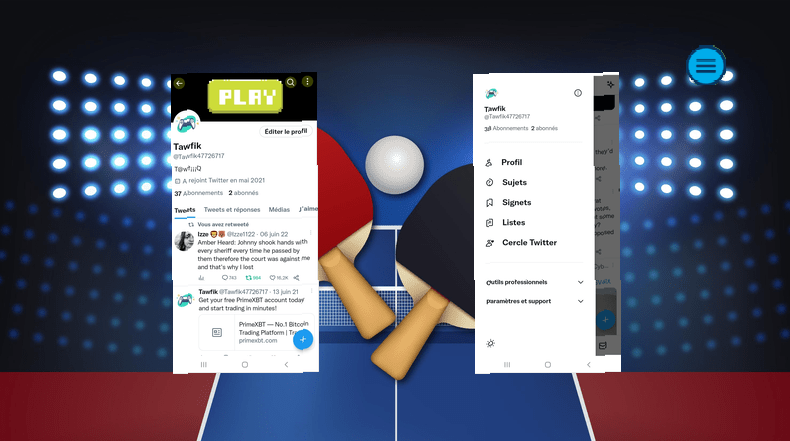 PLAY
Éditer le profil
Tawfik
@Tawfik47726717
T@wf¡¡¡Q
A rejoint Twitter en mai 2021
37 Abonnements 2 abonnés
Tweets Tweets et réponses Médias J'aime
Vous avez retweeté
Izze @Izze1122 · 06 juin 22
Amber Heard: Johnny shook hands with
every sheriff every time he passed by
them therefore the court was against me
and that's why I lost
743 564 16,2K
Tawfik @Tawfik47726717 · 13 juin 21
Get your free PrimeXBT account today
and start trading in minutes!
PrimeXBT — No.1 Bitcoin
Trading Platform | Tra
primexbt.com
Tawfik
@Tawfik47726717
38 Abonnements 2 abonnés
Profil
Sujets
Signets
Listes
Cercle Twitter
Outils professionnels
paramètres et support
they'd